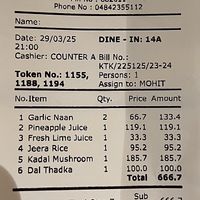 Phone No : 04842355112
Name:
Date: 29/03/25 DINE - IN: 14A
21:00
Cashier: COUNTER A Bill No.:
KTK/225125/23-24
Token No.: 1155, Persons: 1
1188, 1194 Assign to: MOHIT
No.Item Qty. Price Amount
1 Garlic Naan 2 66.7 133.4
2 Pineapple Juice 1 119.1 119.1
3 Fresh Lime Juice 1 33.3 33.3
4 Jeera Rice 1 95.2 95.2
5 Kadai Mushroom 1 185.7 185.7
6 Dal Thadka 1 100.0 100.0
Total 666.7
Sub
666.7